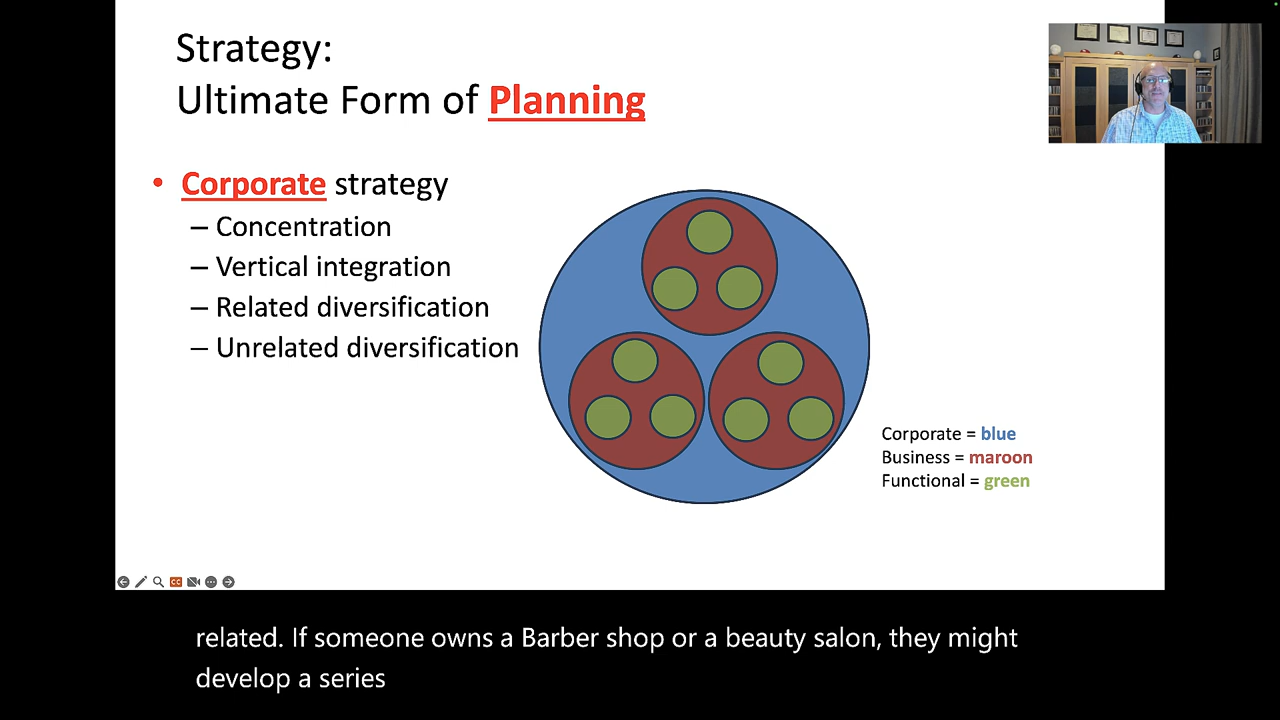 Strategy:
Ultimate Form of Planning
• Corporate strategy
– Concentration
– Vertical integration
– Related diversification
– Unrelated diversification
Corporate = blue
Business = maroon
Functional = green
CC
related. If someone owns a Barber shop or a beauty salon, they might
develop a series